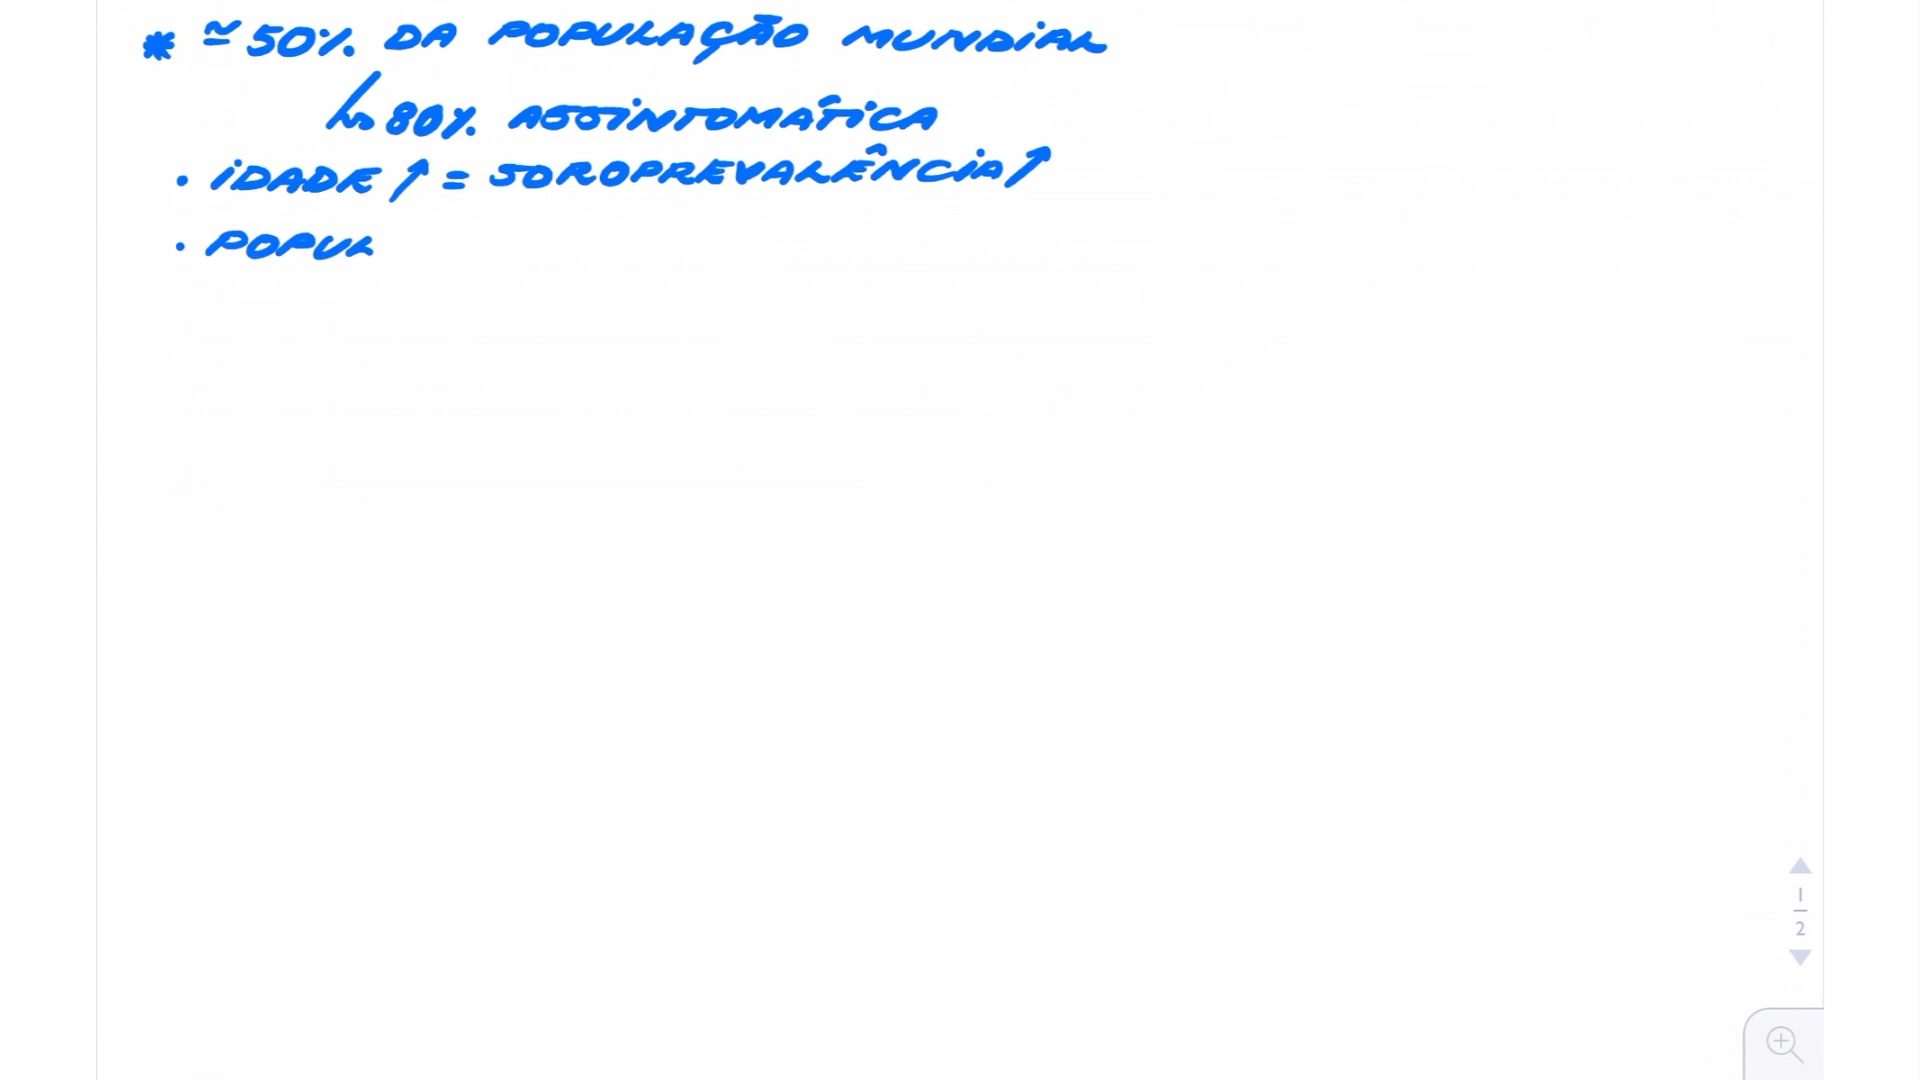 * ≃ 50% DA POPULAÇÃO MUNDIAL
↳ 80% ASSINTOMÁTICA
• IDADE ↑ = SOROPREVALÊNCIA ↑
• POPUL
1
2